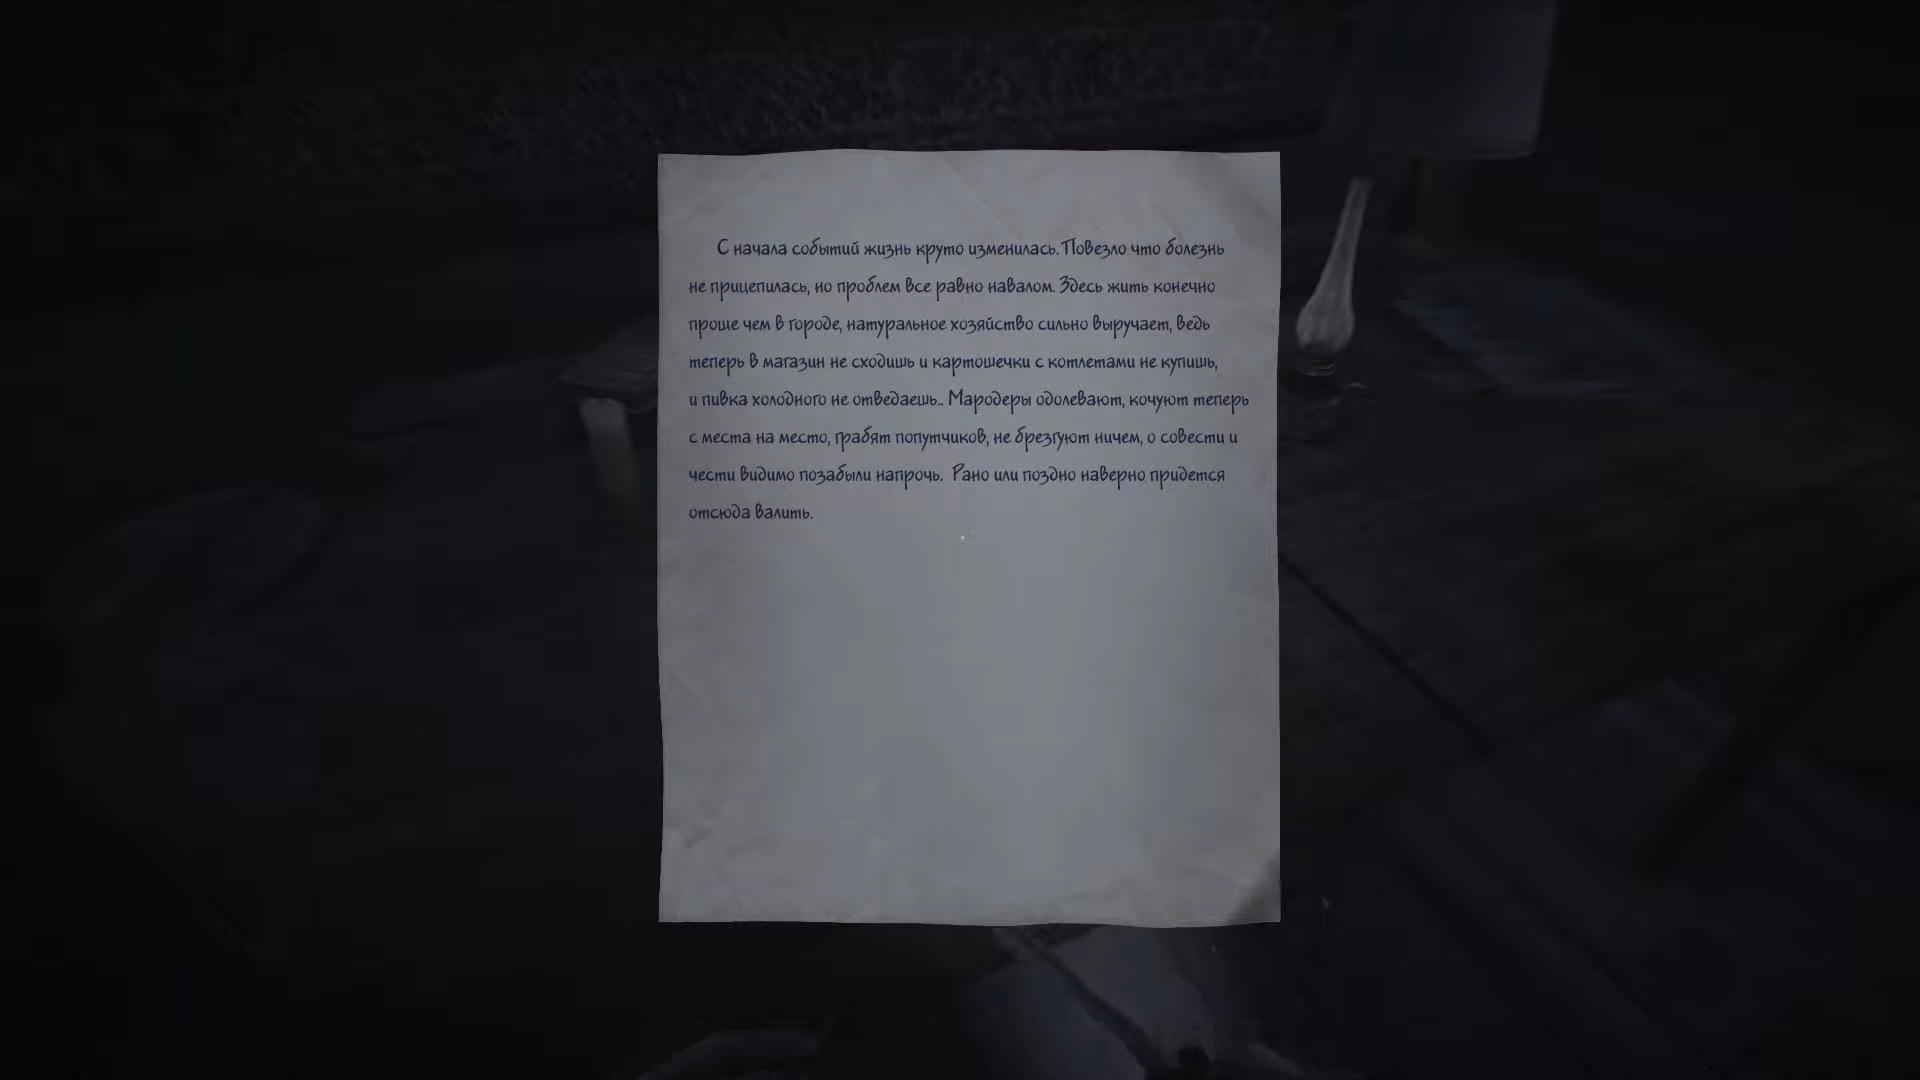 С начала событий жизнь круто изменилась. Повезло что болезнь
не прицепилась, но проблем все равно навалом. Здесь жить конечно
проще чем в городе, натуральное хозяйство сильно выручает, ведь
теперь в магазин не сходишь и картошечки с котлетами не купишь,
и пивка холодного не отведаешь.. Мародеры одолевают, кочуют теперь
с места на место, грабят попутчиков, не брезгуют ничем, о совести и
чести видимо позабыли напрочь. Рано или поздно наверно придется
отсюда валить.